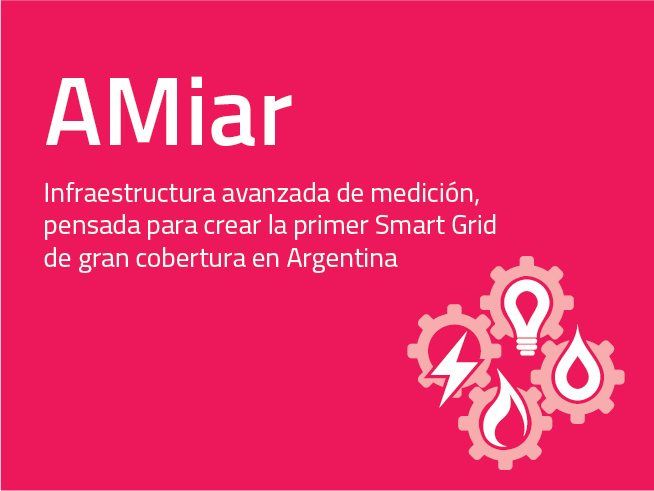 AMiar
Infraestructura avanzada de medición,
pensada para crear la primer Smart Grid
de gran cobertura en Argentina